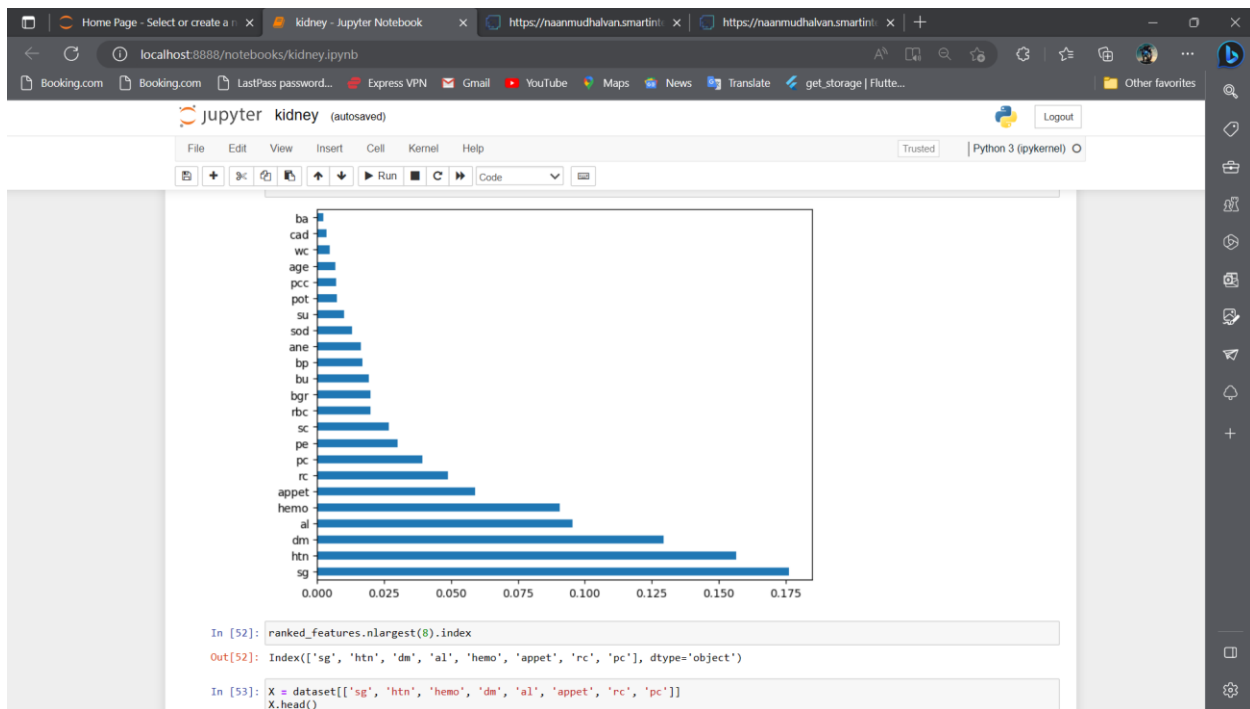 Home Page - Select or create a n
kidney - Jupyter Notebook
https://naanmudhalvan.smartinte
https://naanmudhalvan.smartinte
localhost:8888/notebooks/kidney.ipynb
Booking.com
Booking.com
LastPass password...
Express VPN
Gmail
YouTube
Maps
News
Translate
get_storage | Flutte...
Other favorites
jupyter kidney (autosaved)
Logout
File Edit View Insert Cell Kernel Help
Trusted
Python 3 (ipykernel)
Run
Code
ba
cad
wc
age
pcc
pot
su
sod
ane
bp
bu
bgr
rbc
sc
pe
pc
rc
appet
hemo
al
dm
htn
sg
0.000 0.025 0.050 0.075 0.100 0.125 0.150 0.175
In [52]: ranked_features.nlargest(8).index
Out[52]: Index(['sg', 'htn', 'dm', 'al', 'hemo', 'appet', 'rc', 'pc'], dtype='object')
In [53]: X = dataset[['sg', 'htn', 'hemo', 'dm', 'al', 'appet', 'rc', 'pc']]
X.head()